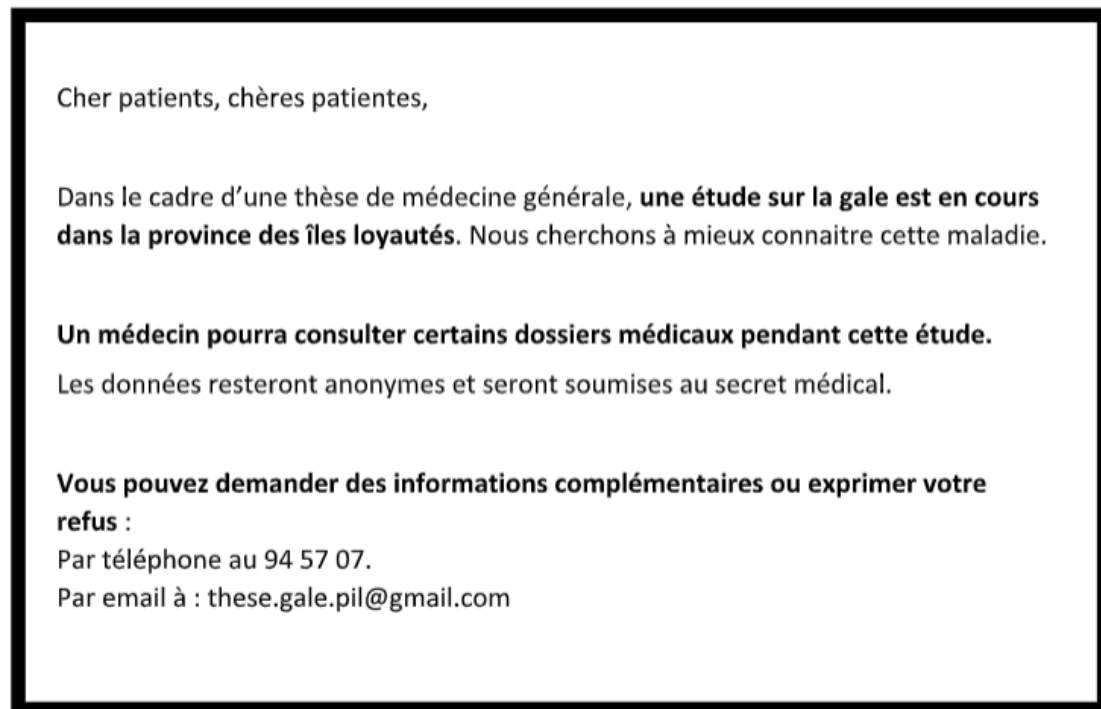 Cher patients, chères patientes,
Dans le cadre d’une thèse de médecine générale, une étude sur la gale est en cours
dans la province des îles loyautés. Nous cherchons à mieux connaitre cette maladie.
Un médecin pourra consulter certains dossiers médicaux pendant cette étude.
Les données resteront anonymes et seront soumises au secret médical.
Vous pouvez demander des informations complémentaires ou exprimer votre
refus :
Par téléphone au 94 57 07.
Par email à : these.gale.pil@gmail.com